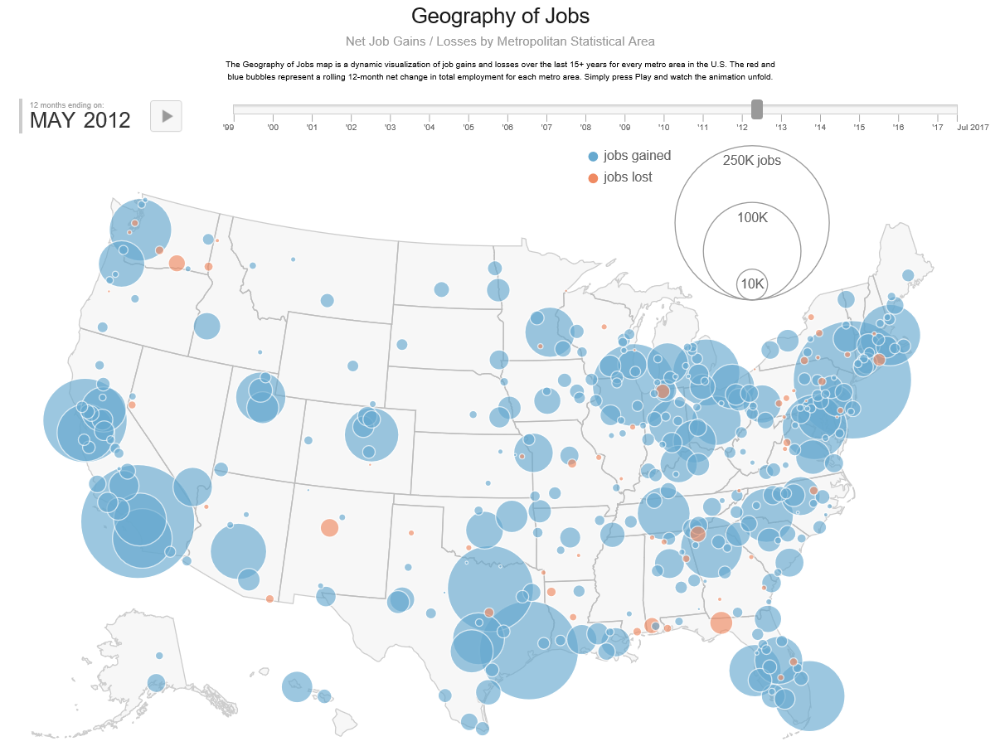 Geography of Jobs
Net Job Gains / Losses by Metropolitan Statistical Area
The Geography of Jobs map is a dynamic visualization of job gains and losses over the last 15+ years for every metro area in the U.S. The red and
blue bubbles represent a rolling 12-month net change in total employment for each metro area. Simply press Play and watch the animation unfold.
12 months ending on:
MAY 2012
'99 '00 '01 '02 '03 '04 '05 '06 '07 '08 '09 '10 '11 '12 '13 '14 '15 '16 '17 Jul 2017
jobs gained
jobs lost
250K jobs
100K
10K